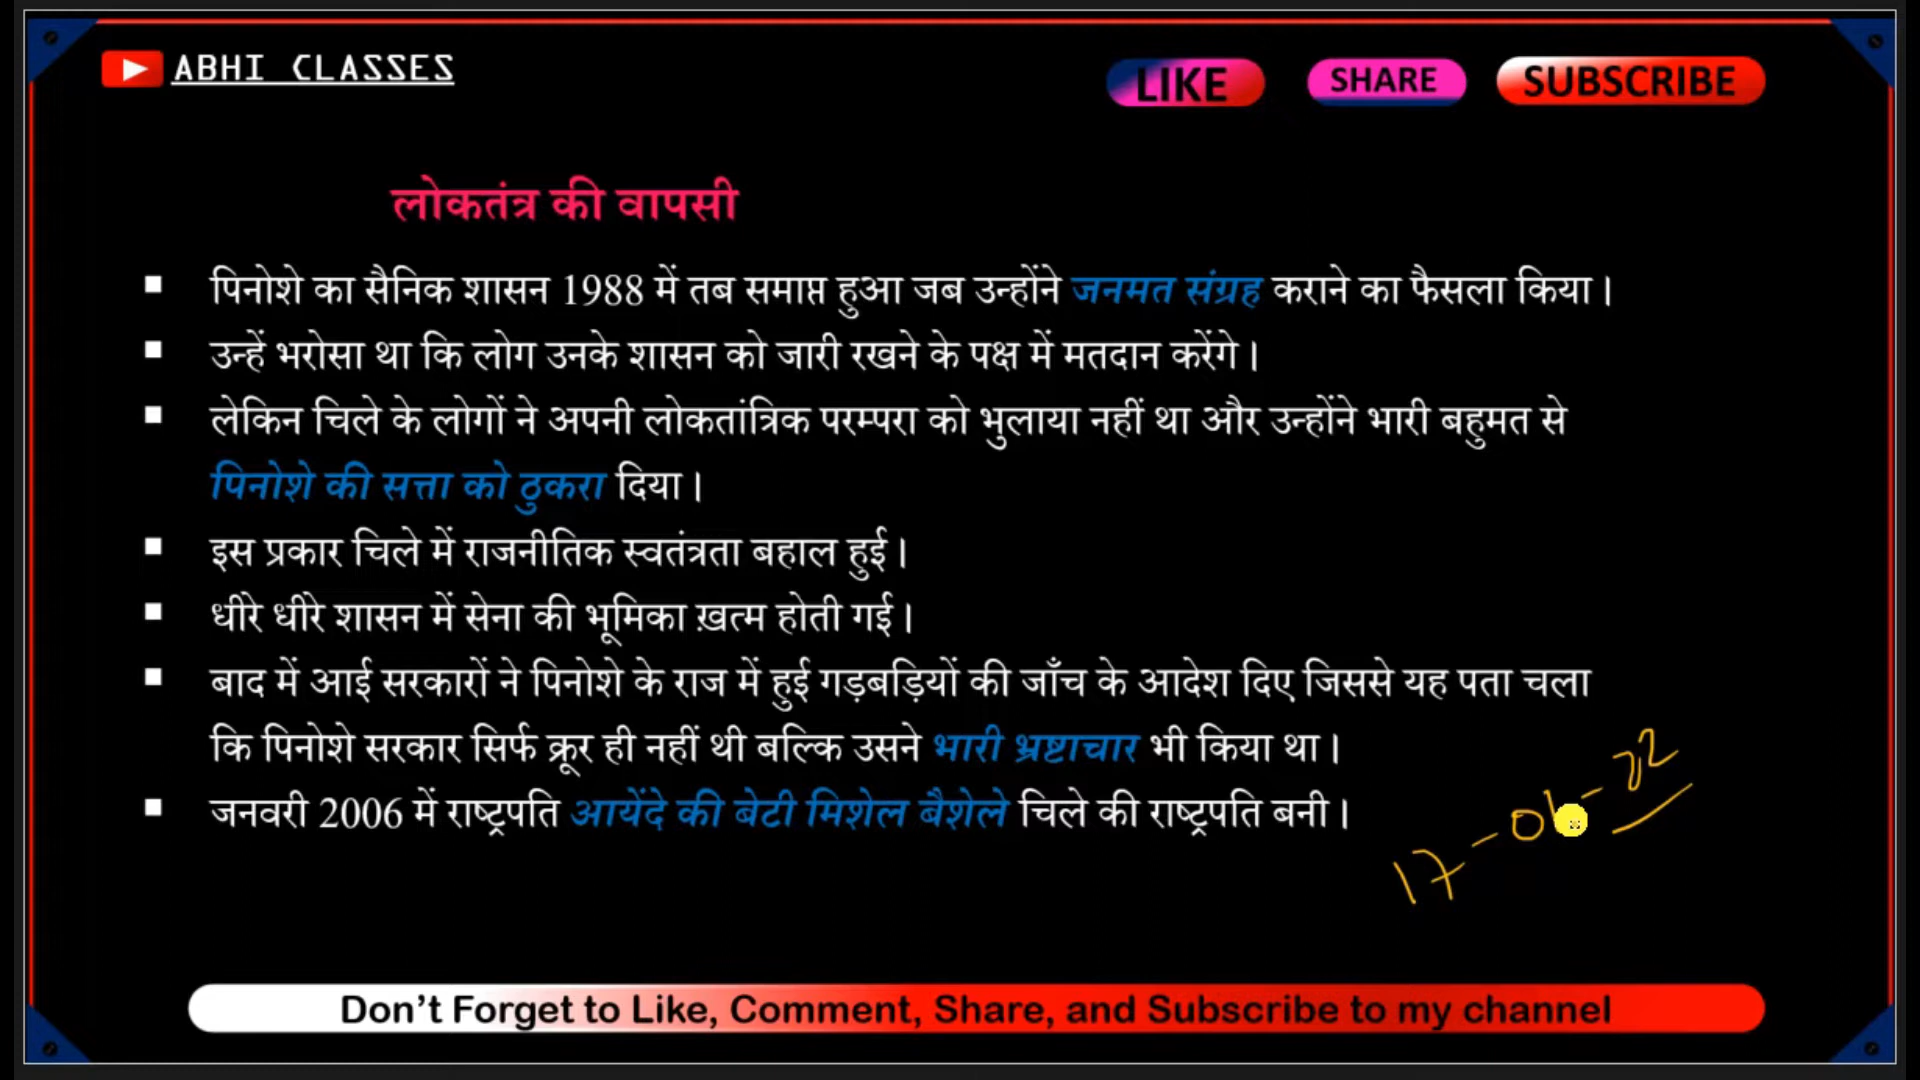 ABHI CLASSES
LIKE SHARE SUBSCRIBE
लोकतंत्र की वापसी
▪ पिनोशे का सैनिक शासन 1988 में तब समाप्त हुआ जब उन्होंने जनमत संग्रह कराने का फैसला किया।
▪ उन्हें भरोसा था कि लोग उनके शासन को जारी रखने के पक्ष में मतदान करेंगे।
▪ लेकिन चिले के लोगों ने अपनी लोकतांत्रिक परम्परा को भुलाया नहीं था और उन्होंने भारी बहुमत से
पिनोशे की सत्ता को ठुकरा दिया।
▪ इस प्रकार चिले में राजनीतिक स्वतंत्रता बहाल हुई।
▪ धीरे धीरे शासन में सेना की भूमिका ख़त्म होती गई।
▪ बाद में आई सरकारों ने पिनोशे के राज में हुई गड़बड़ियों की जाँच के आदेश दिए जिससे यह पता चला
कि पिनोशे सरकार सिर्फ क्रूर ही नहीं थी बल्कि उसने भारी भ्रष्टाचार भी किया था।
▪ जनवरी 2006 में राष्ट्रपति आयेंदे की बेटी मिशेल बैशेले चिले की राष्ट्रपति बनी।
Don't Forget to Like, Comment, Share, and Subscribe to my channel